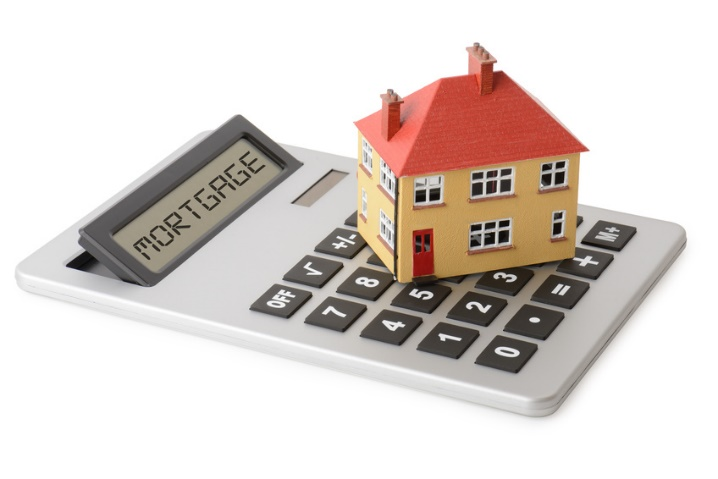 MORTGAGE
OFF √ +/-
7 8
4 5
1 2 3
0 • = + M+